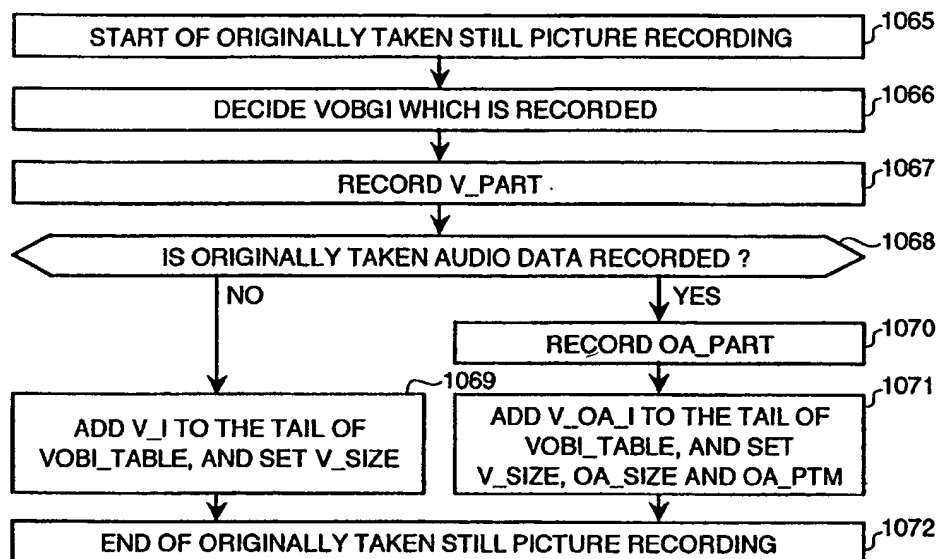 START OF ORIGINALLY TAKEN STILL PICTURE RECORDING
1065
DECIDE VOBGI WHICH IS RECORDED
1066
RECORD V_PART
1067
IS ORIGINALLY TAKEN AUDIO DATA RECORDED ?
1068
NO
YES
RECORD OA_PART
1070
1069
1071
ADD V_I TO THE TAIL OF
VOBI_TABLE, AND SET V_SIZE
ADD V_OA_I TO THE TAIL OF
VOBI_TABLE, AND SET
V_SIZE, OA_SIZE AND OA_PTM
END OF ORIGINALLY TAKEN STILL PICTURE RECORDING
1072